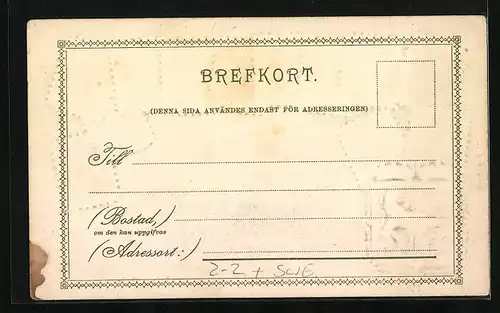 BREFKORT.
(DENNA SIDA ANVÄNDES ENDAST FÖR ADRESSERINGEN)
Till
(Bostad,)
om den kan uppgifvas
(Adressort:)
2-2 + SWE